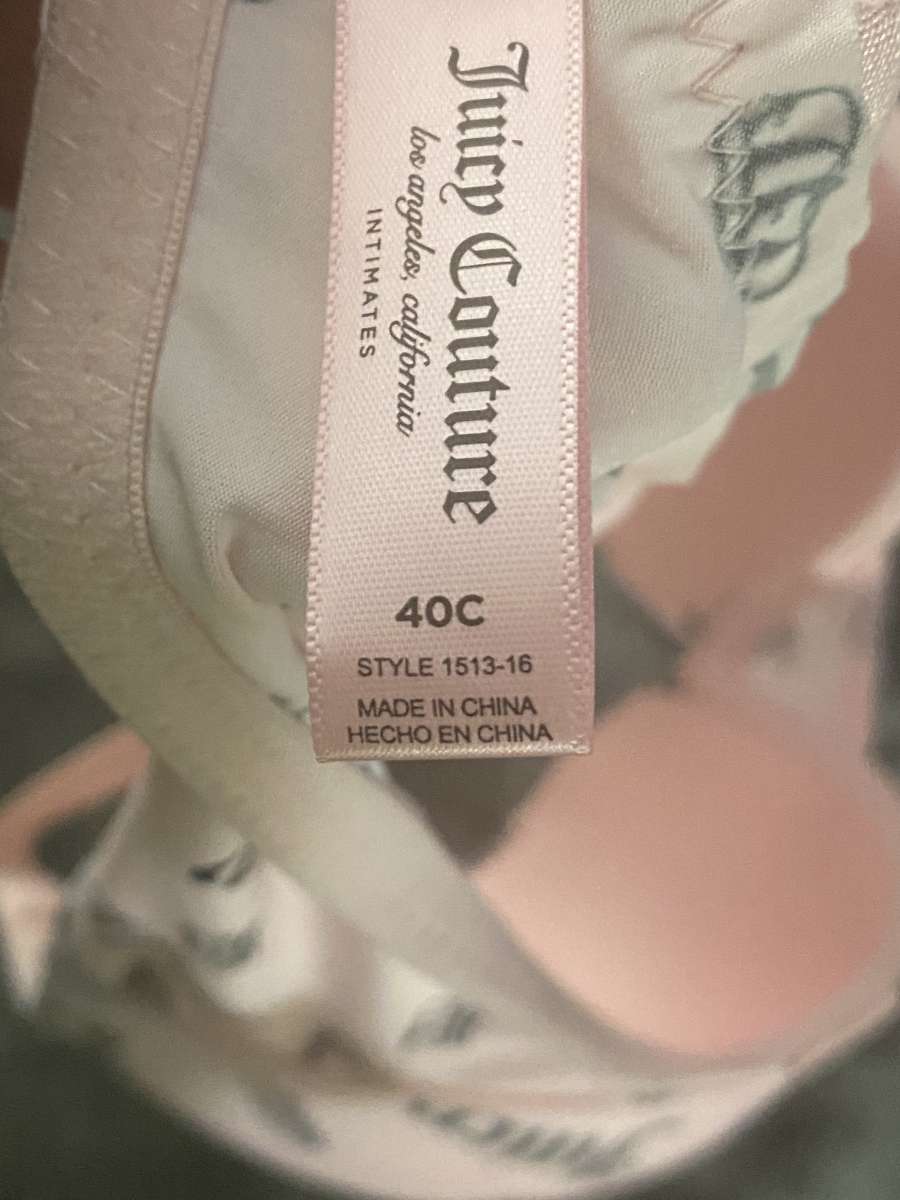 Juicy Couture
los angeles, california
INTIMATES
40C
STYLE 1513-16
MADE IN CHINA
HECHO EN CHINA